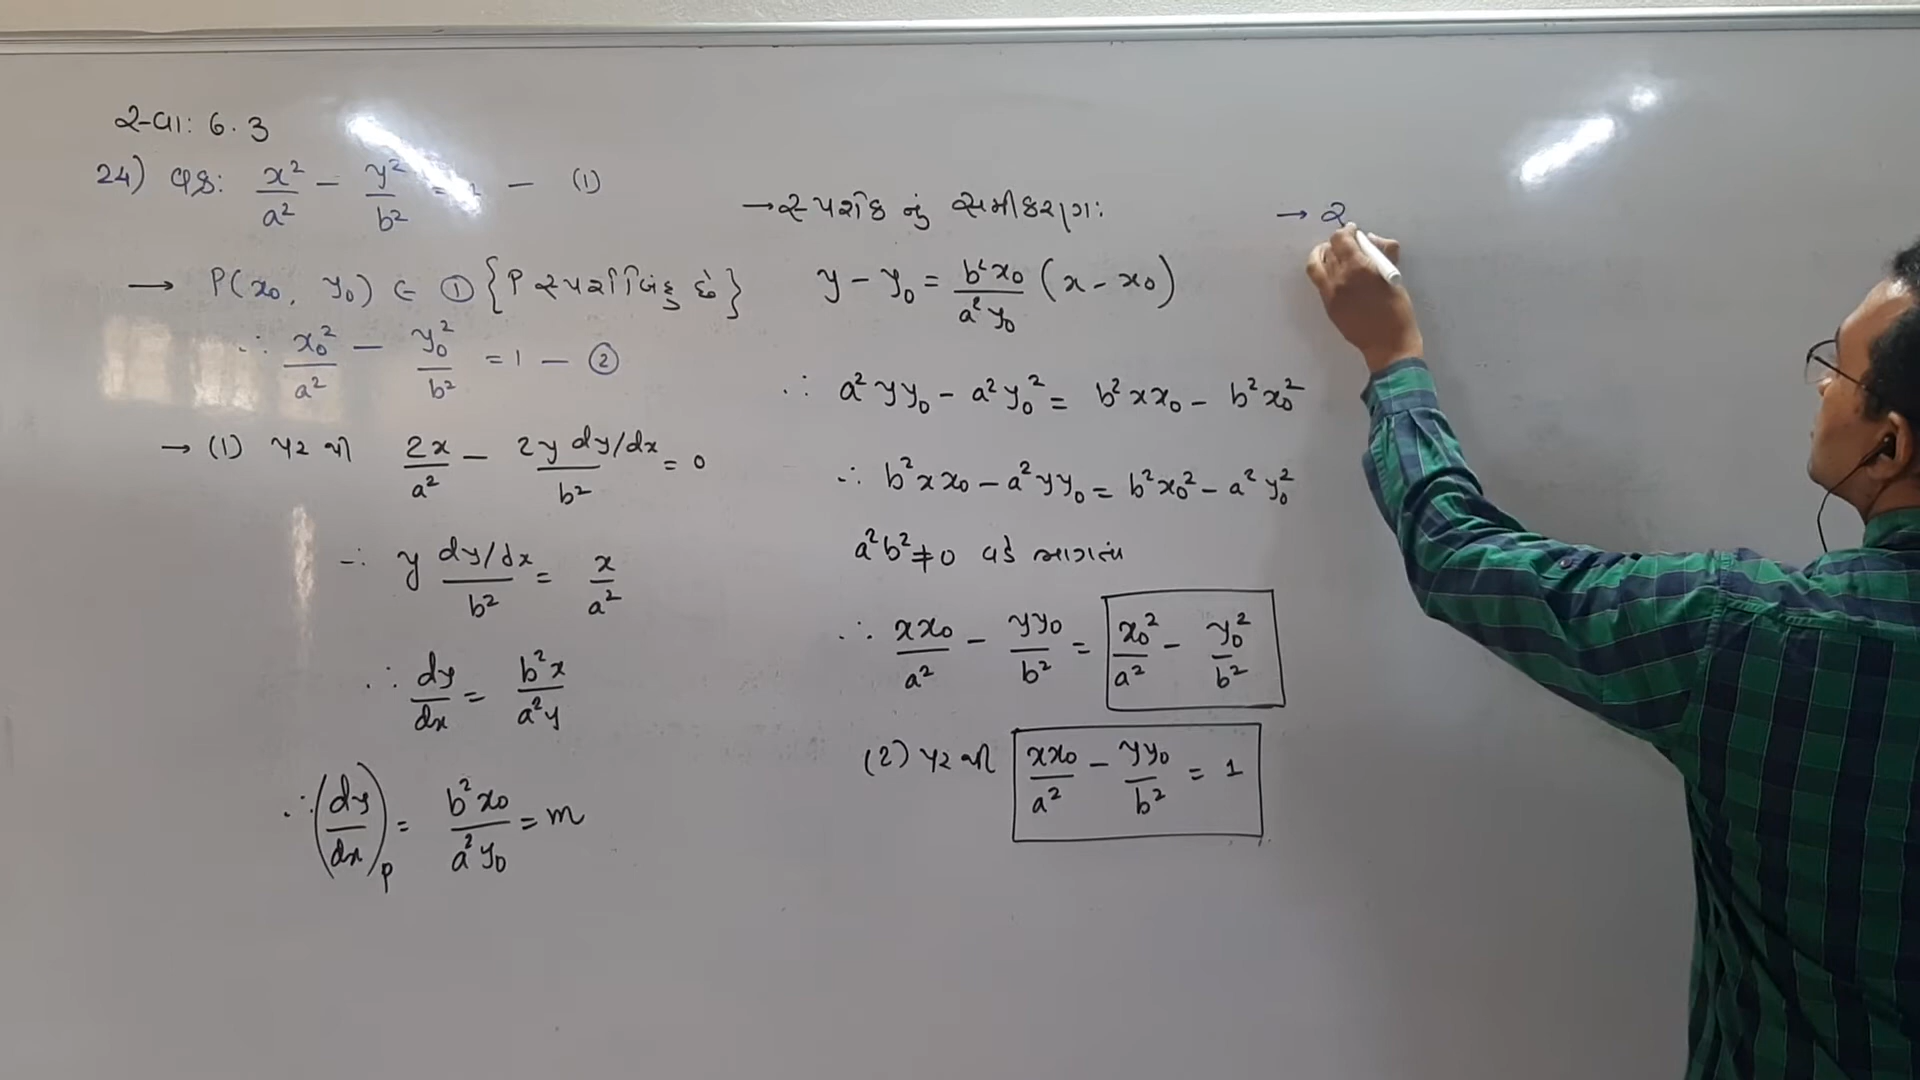 સ્વા: 6.3
24) વક્ર: x²/a² - y²/b² = 1 — (1)
→ P(x₀, y₀) ∈ ① {P સ્પર્શબિંદુ છે}
∴ x₀²/a² - y₀²/b² = 1 — ②
→ (1) પરથી 2x/a² - 2y dy/dx / b² = 0
∴ y dy/dx / b² = x/a²
∴ dy/dx = b²x/a²y
∴ (dy/dx)ₚ = b²x₀/a²y₀ = m
→ સ્પર્શક નું સમીકરણ:
y - y₀ = b²x₀/a²y₀ (x - x₀)
∴ a²yy₀ - a²y₀² = b²xx₀ - b²x₀²
∴ b²xx₀ - a²yy₀ = b²x₀² - a²y₀²
a²b² ≠ 0 વડે ભાગતા
∴ xx₀/a² - yy₀/b² = x₀²/a² - y₀²/b²
(2) પરથી xx₀/a² - yy₀/b² = 1
→ ર